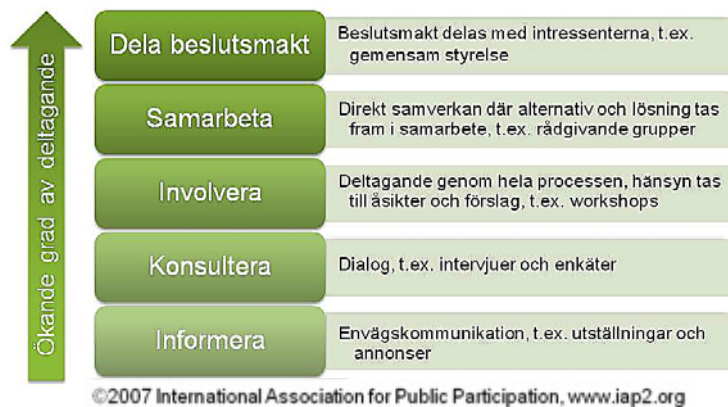 Ökande grad av deltagande
Dela beslutsmakt
Beslutsmakt delas med intressenterna, t.ex.
gemensam styrelse
Samarbeta
Direkt samverkan där alternativ och lösning tas
fram i samarbete, t.ex. rådgivande grupper
Involvera
Deltagande genom hela processen, hänsyn tas
till åsikter och förslag, t.ex. workshops
Konsultera
Dialog, t.ex. intervjuer och enkäter
Informera
Envägskommunikation, t.ex. utställningar och
annonser
©2007 International Association for Public Participation, www.iap2.org